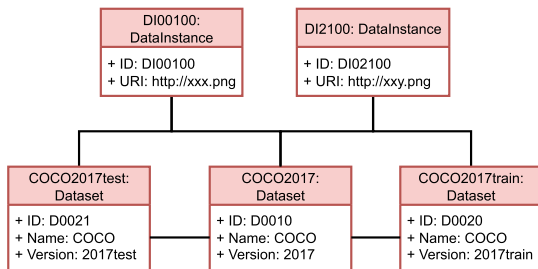 DI00100:
DataInstance
+ ID: DI00100
+ URI: http://xxx.png
DI2100: DataInstance
+ ID: DI02100
+ URI: http://xxy.png
COCO2017test:
Dataset
+ ID: D0021
+ Name: COCO
+ Version: 2017test
COCO2017:
Dataset
+ ID: D0010
+ Name: COCO
+ Version: 2017
COCO2017train:
Dataset
+ ID: D0020
+ Name: COCO
+ Version: 2017train